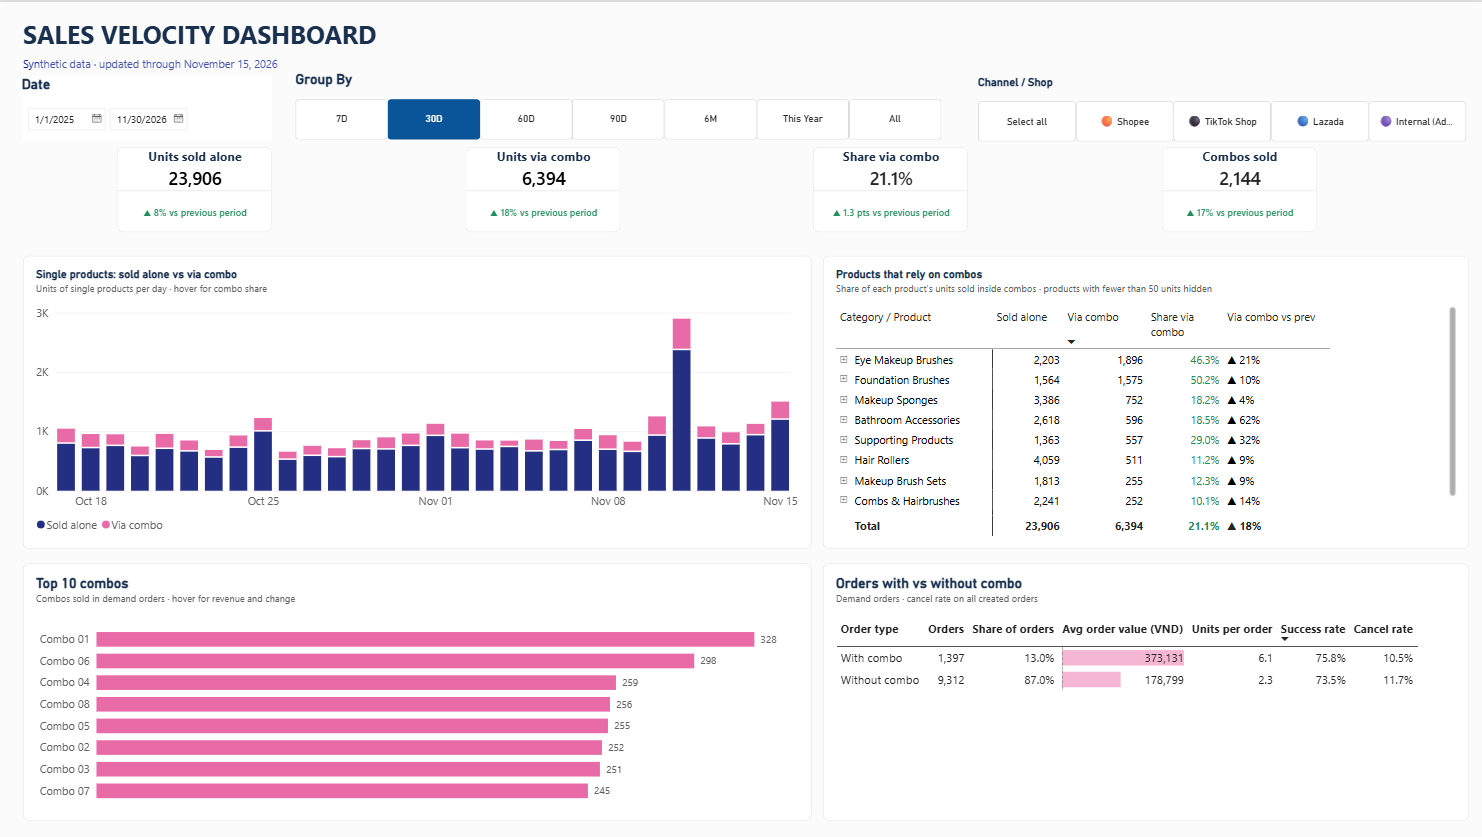 SALES VELOCITY DASHBOARD
Synthetic data · updated through November 15, 2026
Date
1/1/2025 11/30/2026
Group By
7D 30D 60D 90D 6M This Year All
Channel / Shop
Select all Shopee TikTok Shop Lazada Internal (Ad...
Units sold alone
23,906
▲ 8% vs previous period
Units via combo
6,394
▲ 18% vs previous period
Share via combo
21.1%
▲ 1.3 pts vs previous period
Combos sold
2,144
▲ 17% vs previous period
Single products: sold alone vs via combo
Units of single products per day · hover for combo share
3K
2K
1K
0K
Oct 18 Oct 25 Nov 01 Nov 08 Nov 15
Sold alone Via combo
Products that rely on combos
Share of each product's units sold inside combos · products with fewer than 50 units hidden
Category / Product Sold alone Via combo Share via combo Via combo vs prev
Eye Makeup Brushes 2,203 1,896 46.3% ▲ 21%
Foundation Brushes 1,564 1,575 50.2% ▲ 10%
Makeup Sponges 3,386 752 18.2% ▲ 4%
Bathroom Accessories 2,618 596 18.5% ▲ 62%
Supporting Products 1,363 557 29.0% ▲ 32%
Hair Rollers 4,059 511 11.2% ▲ 9%
Makeup Brush Sets 1,813 255 12.3% ▲ 9%
Combs & Hairbrushes 2,241 252 10.1% ▲ 14%
Total 23,906 6,394 21.1% ▲ 18%
Top 10 combos
Combos sold in demand orders · hover for revenue and change
Combo 01 328
Combo 06 298
Combo 04 259
Combo 08 256
Combo 05 255
Combo 02 252
Combo 03 251
Combo 07 245
Orders with vs without combo
Demand orders · cancel rate on all created orders
Order type Orders Share of orders Avg order value (VND) Units per order Success rate Cancel rate
With combo 1,397 13.0% 373,131 6.1 75.8% 10.5%
Without combo 9,312 87.0% 178,799 2.3 73.5% 11.7%